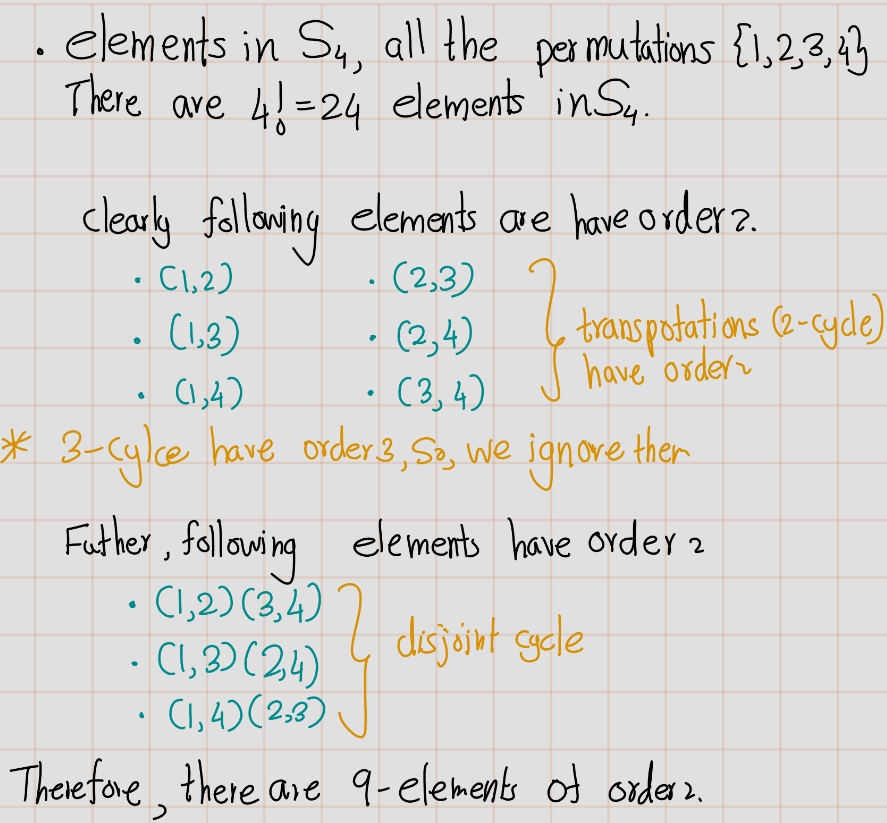 . elements in S4, all the permutations {1,2,3,4}
There are 4! = 24 elements in S4.
clearly following elements are have order 2.
. (1,2) . (2,3)
. (1,3) . (2,4)
. (1,4) . (3,4)
transpotations (2-cycle)
have order 2
* 3-cylce have order 3, So, we ignore them
Futher, following elements have order 2
. (1,2)(3,4)
. (1,3)(2,4)
. (1,4)(2,3)
disjoint cycle
Therefore, there are 9-elements of order 2.